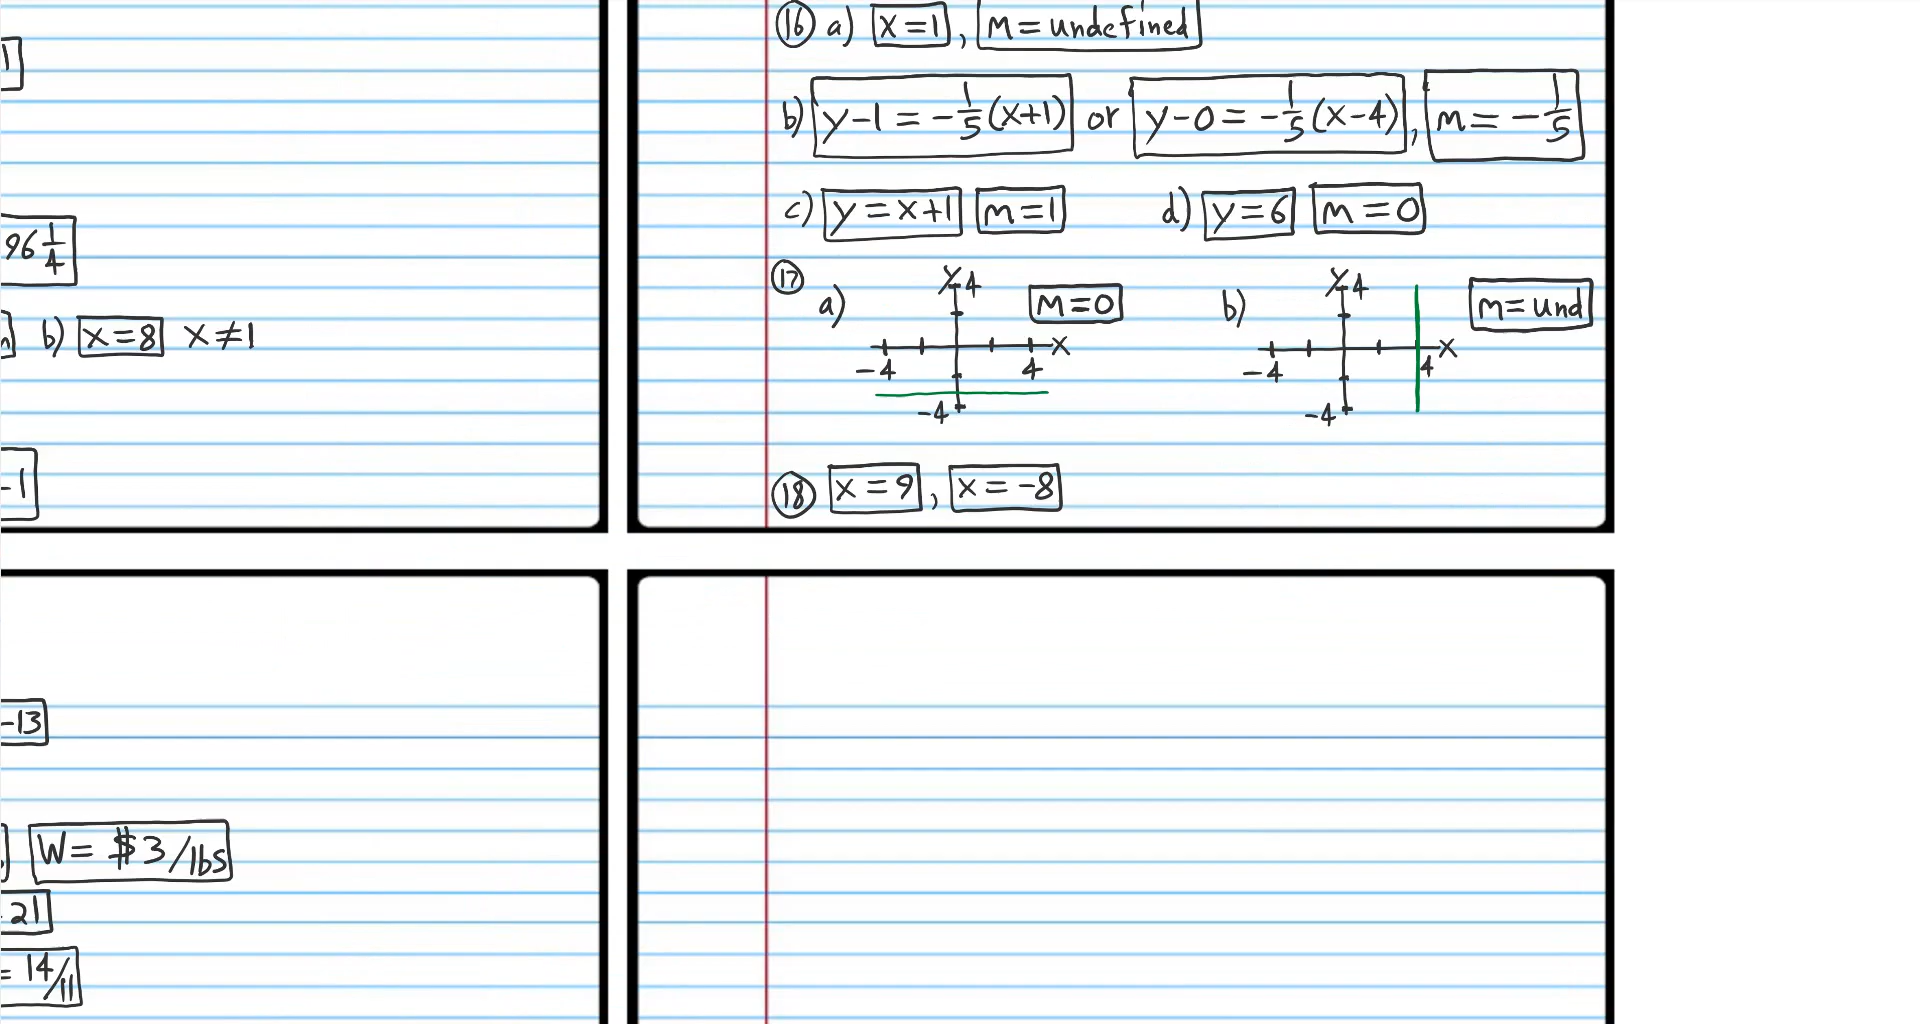 1
96 1/4
b) x=8 x≠1
-1
-13
W= $3/lbs
21
= 14/11
16 a) x=1, m=undefined
b) y-1=-1/5(x+1) or y-0=-1/5(x-4), m=-1/5
c) y=x+1 m=1 d) y=6 m=0
17
a) y 4 m=0 b) y 4 m=und
x x
-4 4 -4 4
-4 -4
18 x=9, x=-8